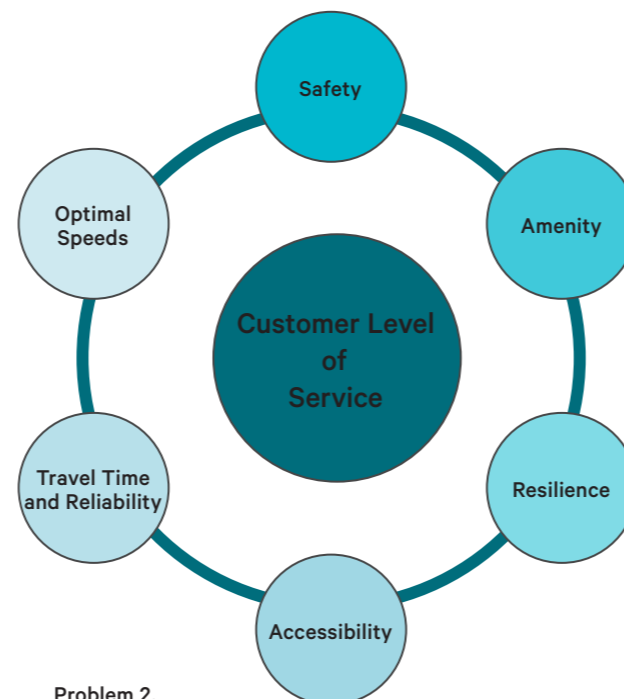 Safety
Optimal
Speeds
Amenity
Customer Level
of
Service
Travel Time
and Reliability
Resilience
Accessibility
Problem 2.